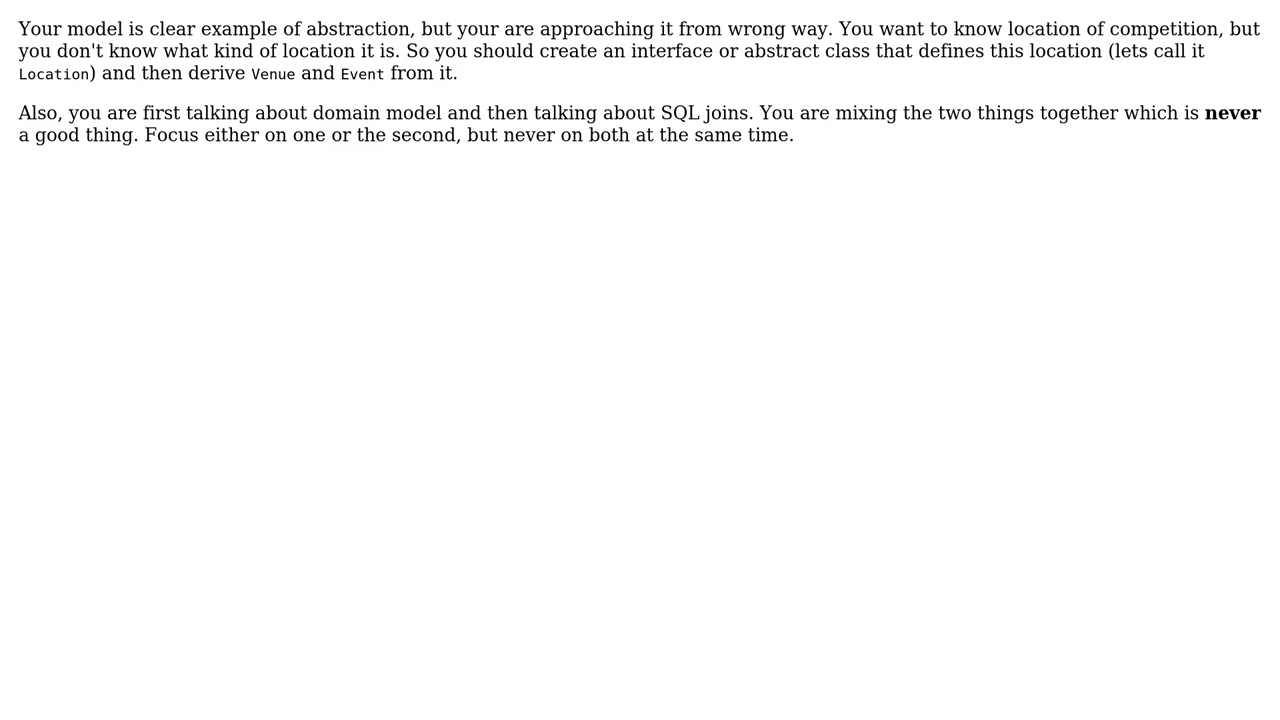 Your model is clear example of abstraction, but your are approaching it from wrong way. You want to know location of competition, but
you don't know what kind of location it is. So you should create an interface or abstract class that defines this location (lets call it
Location) and then derive Venue and Event from it.
Also, you are first talking about domain model and then talking about SQL joins. You are mixing the two things together which is never
a good thing. Focus either on one or the second, but never on both at the same time.